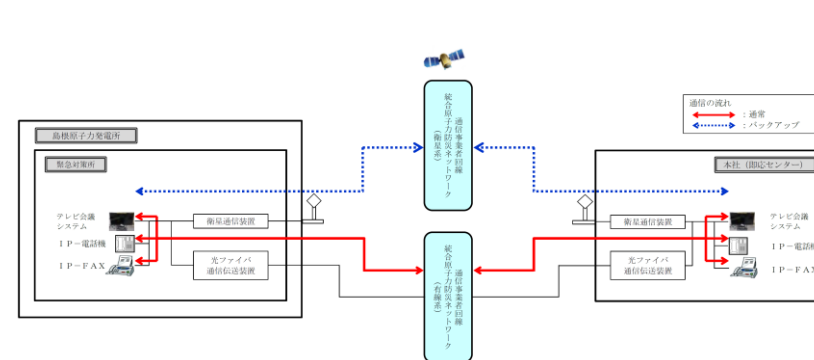 通信事業者回線
統合原子力防災ネットワーク
（衛星系）
通信の流れ
：通常
：バックアップ
島根原子力発電所
緊急対策所
テレビ会議
システム
ＩＰ－電話機
ＩＰ－ＦＡＸ
衛星通信装置
光ファイバ
通信伝送装置
通信事業者回線
統合原子力防災ネットワーク
（有線系）
本社（即応センター）
衛星通信装置
光ファイバ
通信伝送装置
テレビ会議
システム
ＩＰ－電話機
ＩＰ－ＦＡＸ